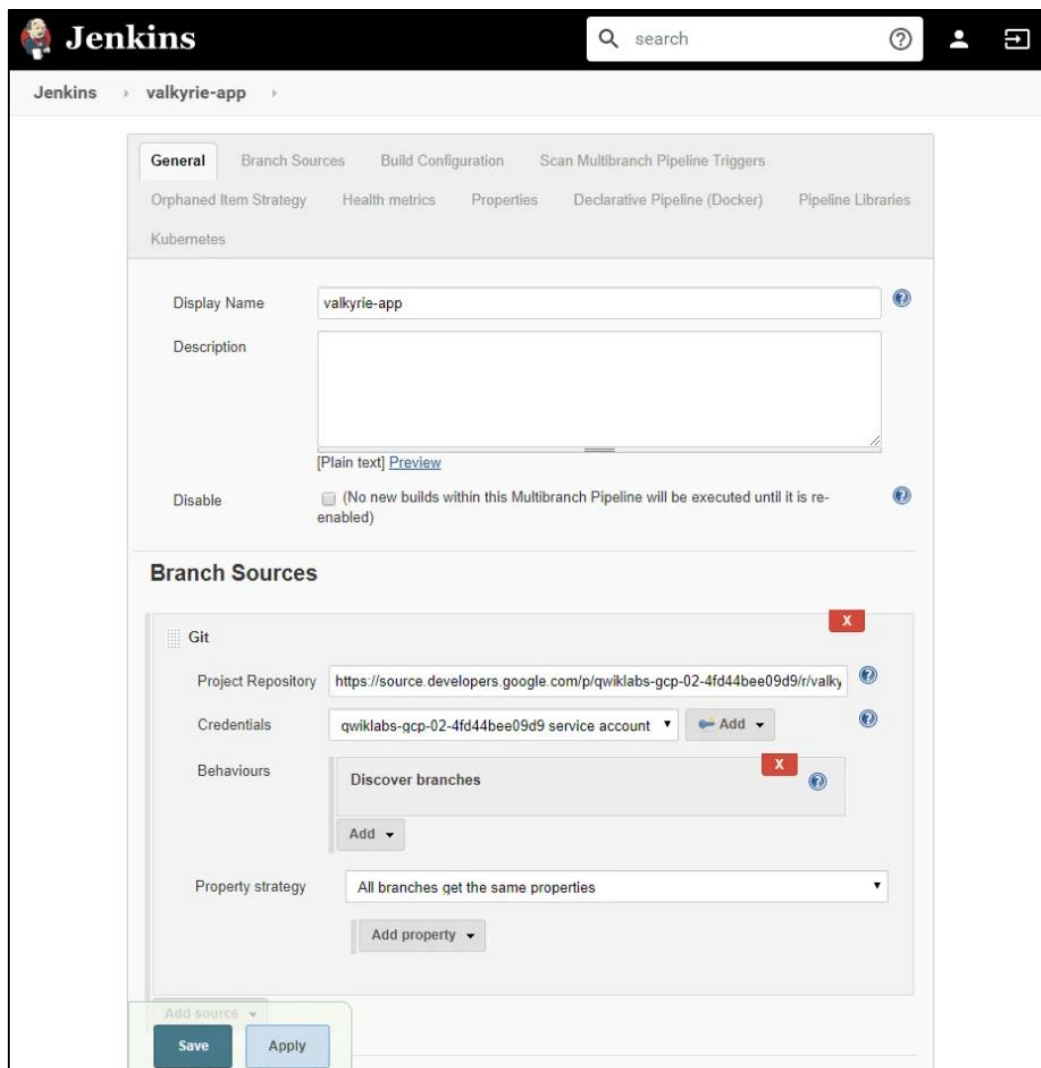 Jenkins
search
Jenkins
valkyrie-app
General Branch Sources Build Configuration Scan Multibranch Pipeline Triggers
Orphaned Item Strategy Health metrics Properties Declarative Pipeline (Docker) Pipeline Libraries
Kubernetes
Display Name valkyrie-app
Description
[Plain text] Preview
Disable (No new builds within this Multibranch Pipeline will be executed until it is re-
enabled)
Branch Sources
X
Git
Project Repository https://source.developers.google.com/p/qwiklabs-gcp-02-4fd44bee09d9/r/valky
Credentials qwiklabs-gcp-02-4fd44bee09d9 service account Add
Behaviours
X
Discover branches
Add
Property strategy All branches get the same properties
Add property
Add source
Save Apply